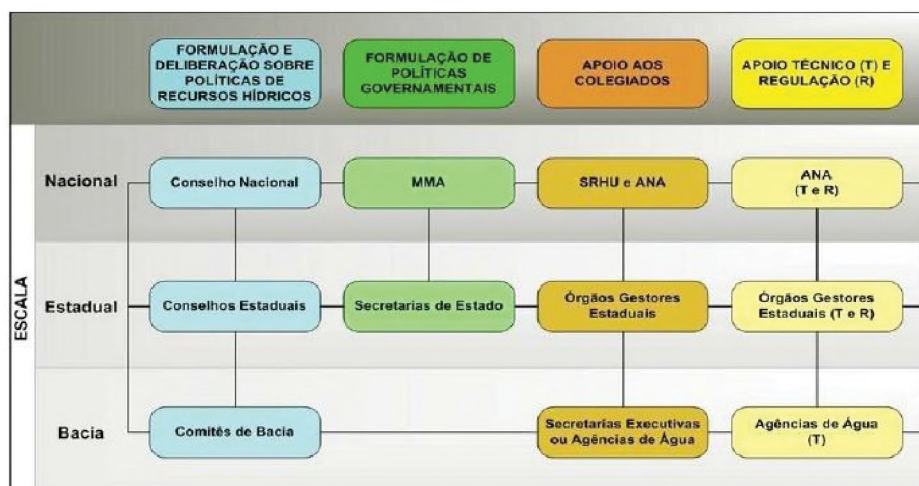 FORMULAÇÃO E
DELIBERAÇÃO SOBRE
POLÍTICAS DE
RECURSOS HÍDRICOS
FORMULAÇÃO DE
POLÍTICAS
GOVERNAMENTAIS
APOIO AOS
COLEGIADOS
APOIO TÉCNICO (T) E
REGULAÇÃO (R)
ESCALA
Nacional
Conselho Nacional
MMA
SRHU e ANA
ANA
(T e R)
Estadual
Conselhos Estaduais
Secretarias de Estado
Órgãos Gestores
Estaduais
Órgãos Gestores
Estaduais (T e R)
Bacia
Comitês de Bacia
Secretarias Executivas
ou Agências de Água
Agências de Água
(T)